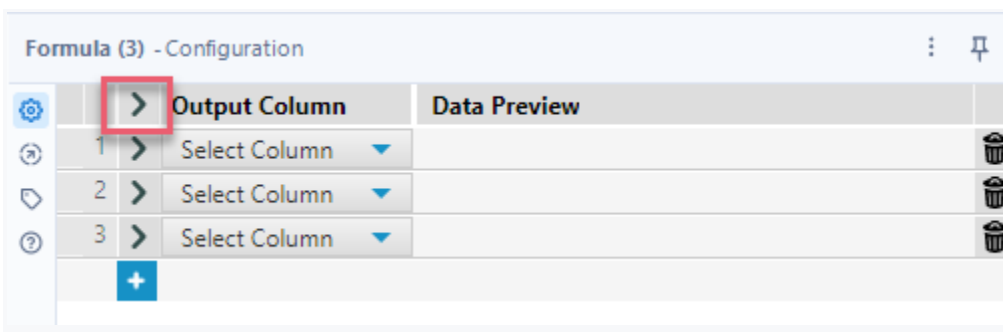 Formula (3) - Configuration
Output Column Data Preview
1 Select Column
2 Select Column
3 Select Column